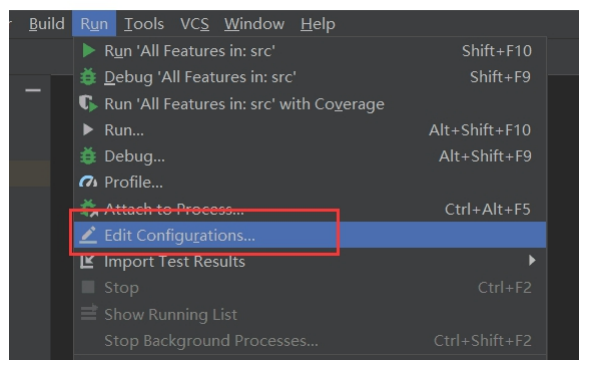 Build Run Tools VCS Window Help
Run 'All Features in: src' Shift+F10
Debug 'All Features in: src' Shift+F9
Run 'All Features in: src' with Coverage
Run... Alt+Shift+F10
Debug... Alt+Shift+F9
Profile...
Attach to Process... Ctrl+Alt+F5
Edit Configurations...
Import Test Results
Stop Ctrl+F2
Show Running List
Stop Background Processes... Ctrl+Shift+F2